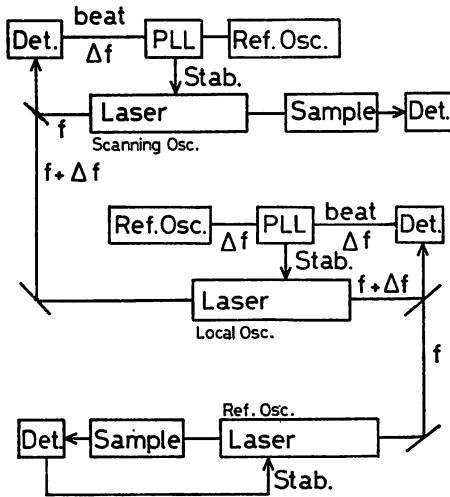 beat
Det. PLL Ref. Osc.
Δf
Stab.
Laser Sample Det.
f
Scanning Osc.
f + Δf
beat
Ref. Osc. PLL Det.
Δf Δf
Stab.
Laser f + Δf
Local Osc.
f
Ref. Osc.
Det. Sample Laser
Stab.